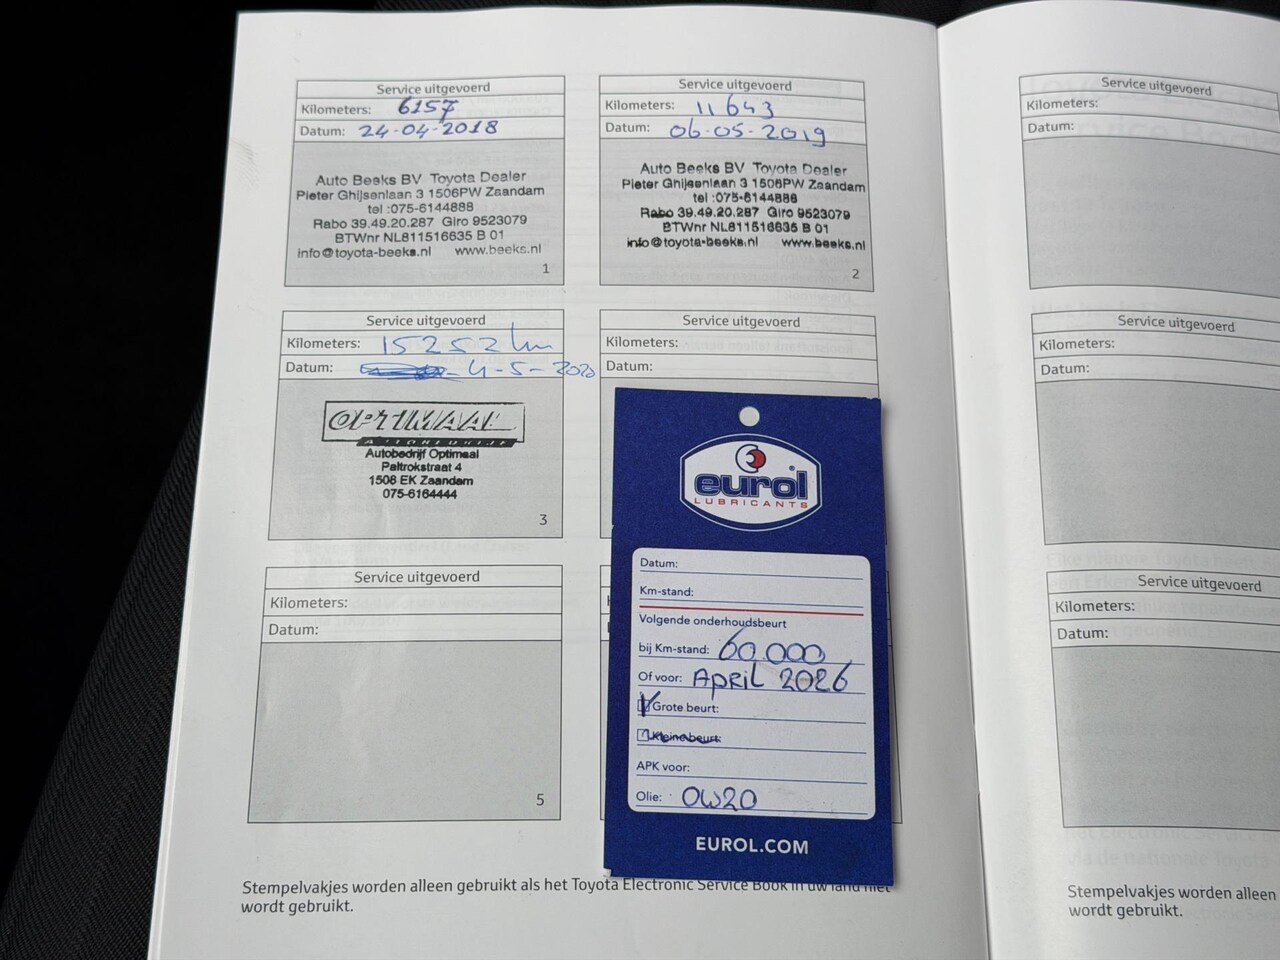 Service uitgevoerd
Kilometers: 6157
Datum: 24-04-2018
Auto Beeks BV Toyota Dealer
Pieter Ghijsenlaan 3 1506PW Zaandam
tel :075-6144888
Rabo 39.49.20.287 Giro 9523079
BTWnr NL811516635 B 01
info@toyota-beeks.nl www.beeks.nl
1
Service uitgevoerd
Kilometers: 11643
Datum: 06-05-2019
Auto Beeks BV Toyota Dealer
Pieter Ghijsenlaan 3 1506PW Zaandam
tel :075-6144888
Rabo 39.49.20.287 Giro 9523079
BTWnr NL811516635 B 01
info@toyota-beeks.nl www.beeks.nl
2
Service uitgevoerd
Kilometers: 15252 km
Datum: 4-5-2020
OPTIMAAL
AUTOBEDRIJF
Autobedrijf Optimaal
Paltrokstraat 4
1506 EK Zaandam
075-6164444
3
Service uitgevoerd
Kilometers:
Datum:
Service uitgevoerd
Kilometers:
Datum:
5
eurol
LUBRICANTS
Datum:
Km-stand:
Volgende onderhoudsbeurt
bij Km-stand: 60.000
Of voor: April 2026
Grote beurt:
Kleine beurt:
APK voor:
Olie: 0W20
EUROL.COM
Stempelvakjes worden alleen gebruikt als het Toyota Electronic Service Book in uw land niet
wordt gebruikt.
Service uitgevoerd
Kilometers:
Datum:
Service uitgevoerd
Kilometers:
Datum:
Service uitgevoerd
Kilometers:
Datum:
Stempelvakjes worden alleen
wordt gebruikt.